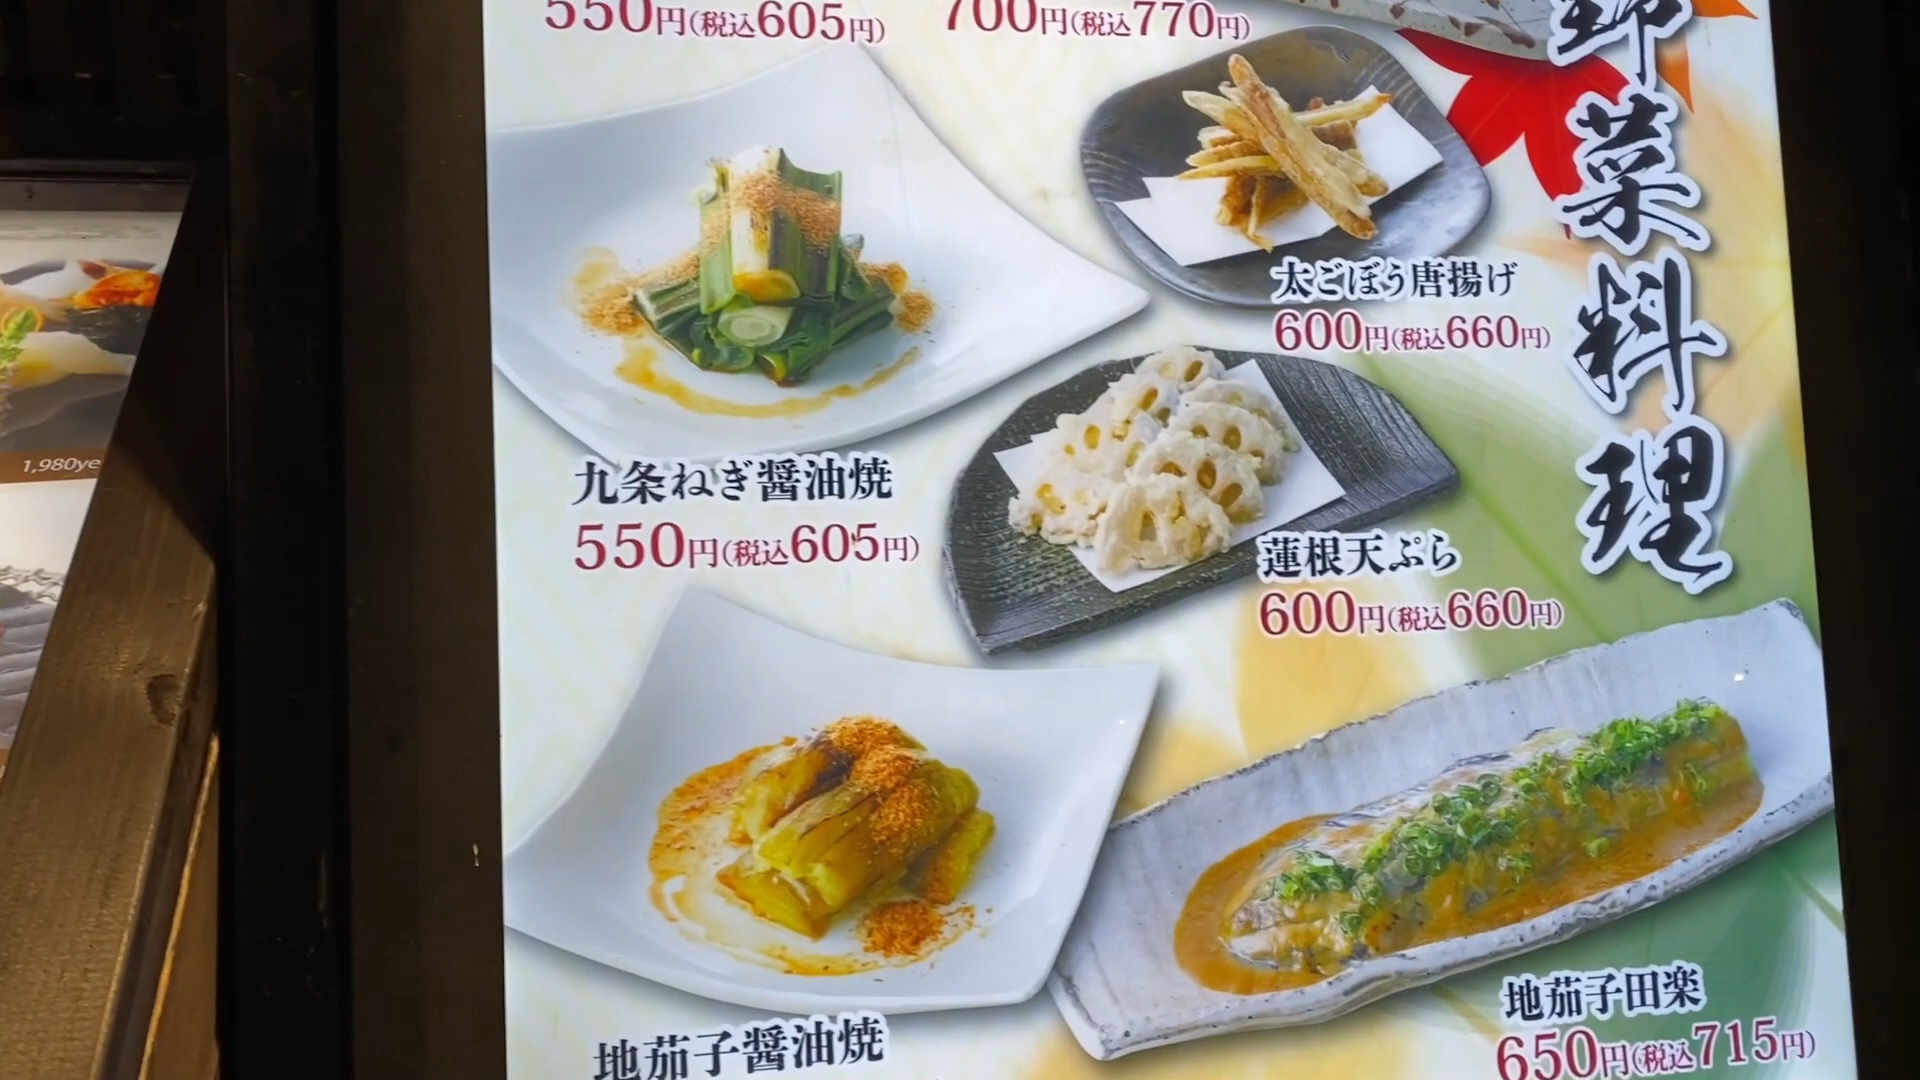 550円(税込605円)
700円(税込770円)
野菜料理
太ごぼう唐揚げ
600円(税込660円)
九条ねぎ醤油焼
550円(税込605円)
蓮根天ぷら
600円(税込660円)
地茄子醤油焼
地茄子田楽
650円(税込715円)
1,980ye